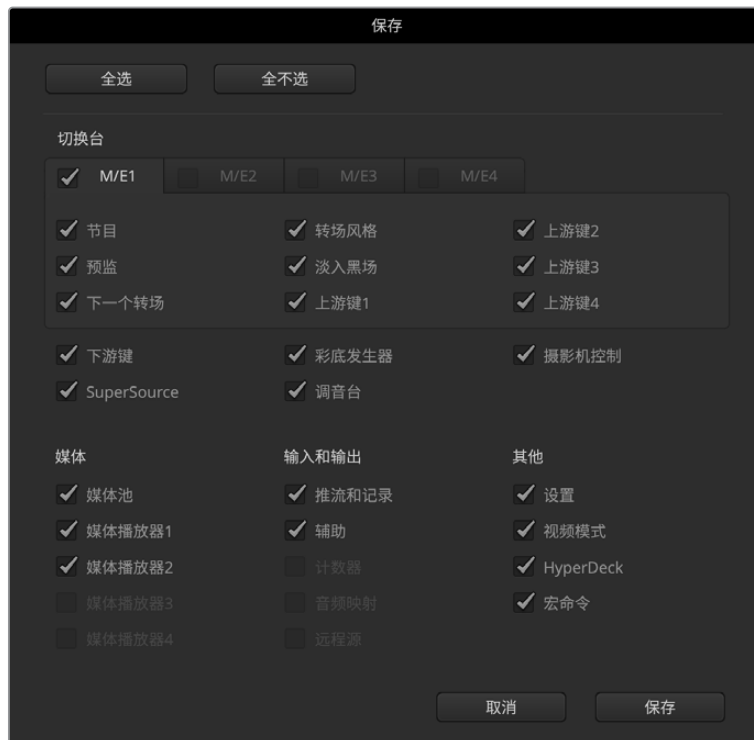 保存
全选 全不选
切换台
M/E1 M/E2 M/E3 M/E4
节目 转场风格 上游键2
预监 淡入黑场 上游键3
下一个转场 上游键1 上游键4
下游键 彩底发生器 摄影机控制
SuperSource 调音台
媒体 输入和输出 其他
媒体池 推流和记录 设置
媒体播放器1 辅助 视频模式
媒体播放器2 计数器 HyperDeck
媒体播放器3 音频映射 宏命令
媒体播放器4 远程源
取消 保存